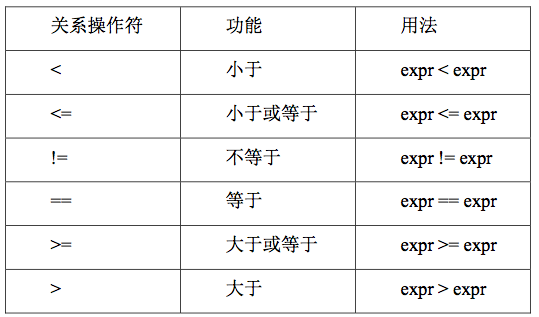 关系操作符 功能 用法
< 小于 expr < expr
<= 小于或等于 expr <= expr
!= 不等于 expr != expr
== 等于 expr == expr
>= 大于或等于 expr >= expr
> 大于 expr > expr